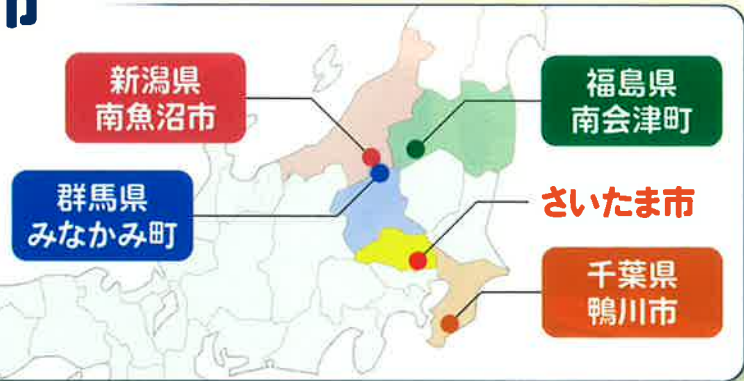 市
新潟県
南魚沼市
福島県
南会津町
群馬県
みなかみ町
さいたま市
千葉県
鴨川市